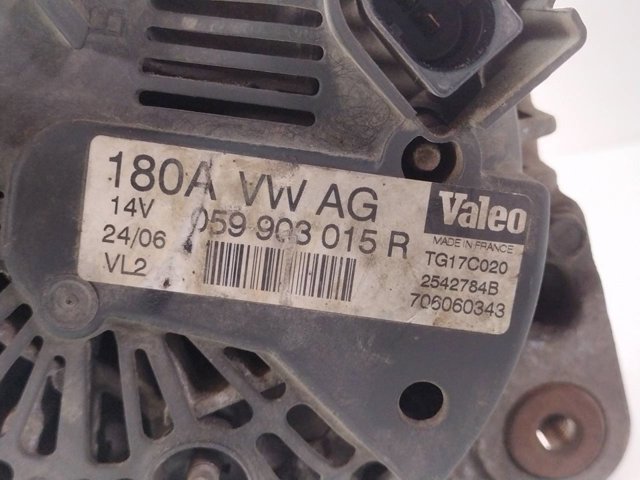 180A VW AG
14V 059 903 015 R
24/06
VL2
Valeo
MADE IN FRANCE
TG17C020
2542784B
706060343